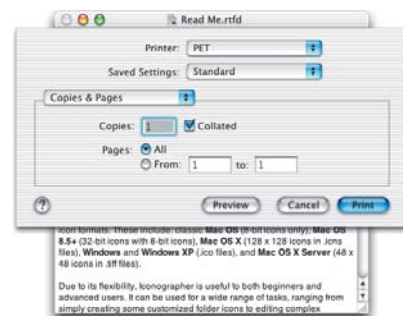 Read Me.rtfd
Printer: PET
Saved Settings: Standard
Copies & Pages
Copies: 1 Collated
Pages: All
From: 1 to: 1
? Preview Cancel Print
icon formats. These include: classic Mac OS (8-bit icons only), Mac OS
8.5+ (32-bit icons with 8-bit icons), Mac OS X (128 x 128 icons in .icns
files), Windows and Windows XP (.ico files), and Mac OS X Server (48 x
48 icons in .tiff files).
Due to its flexibility, Iconographer is useful to both beginners and
advanced users. It can be used for a wide range of tasks, ranging from
simply creating some customized folder icons to editing complex